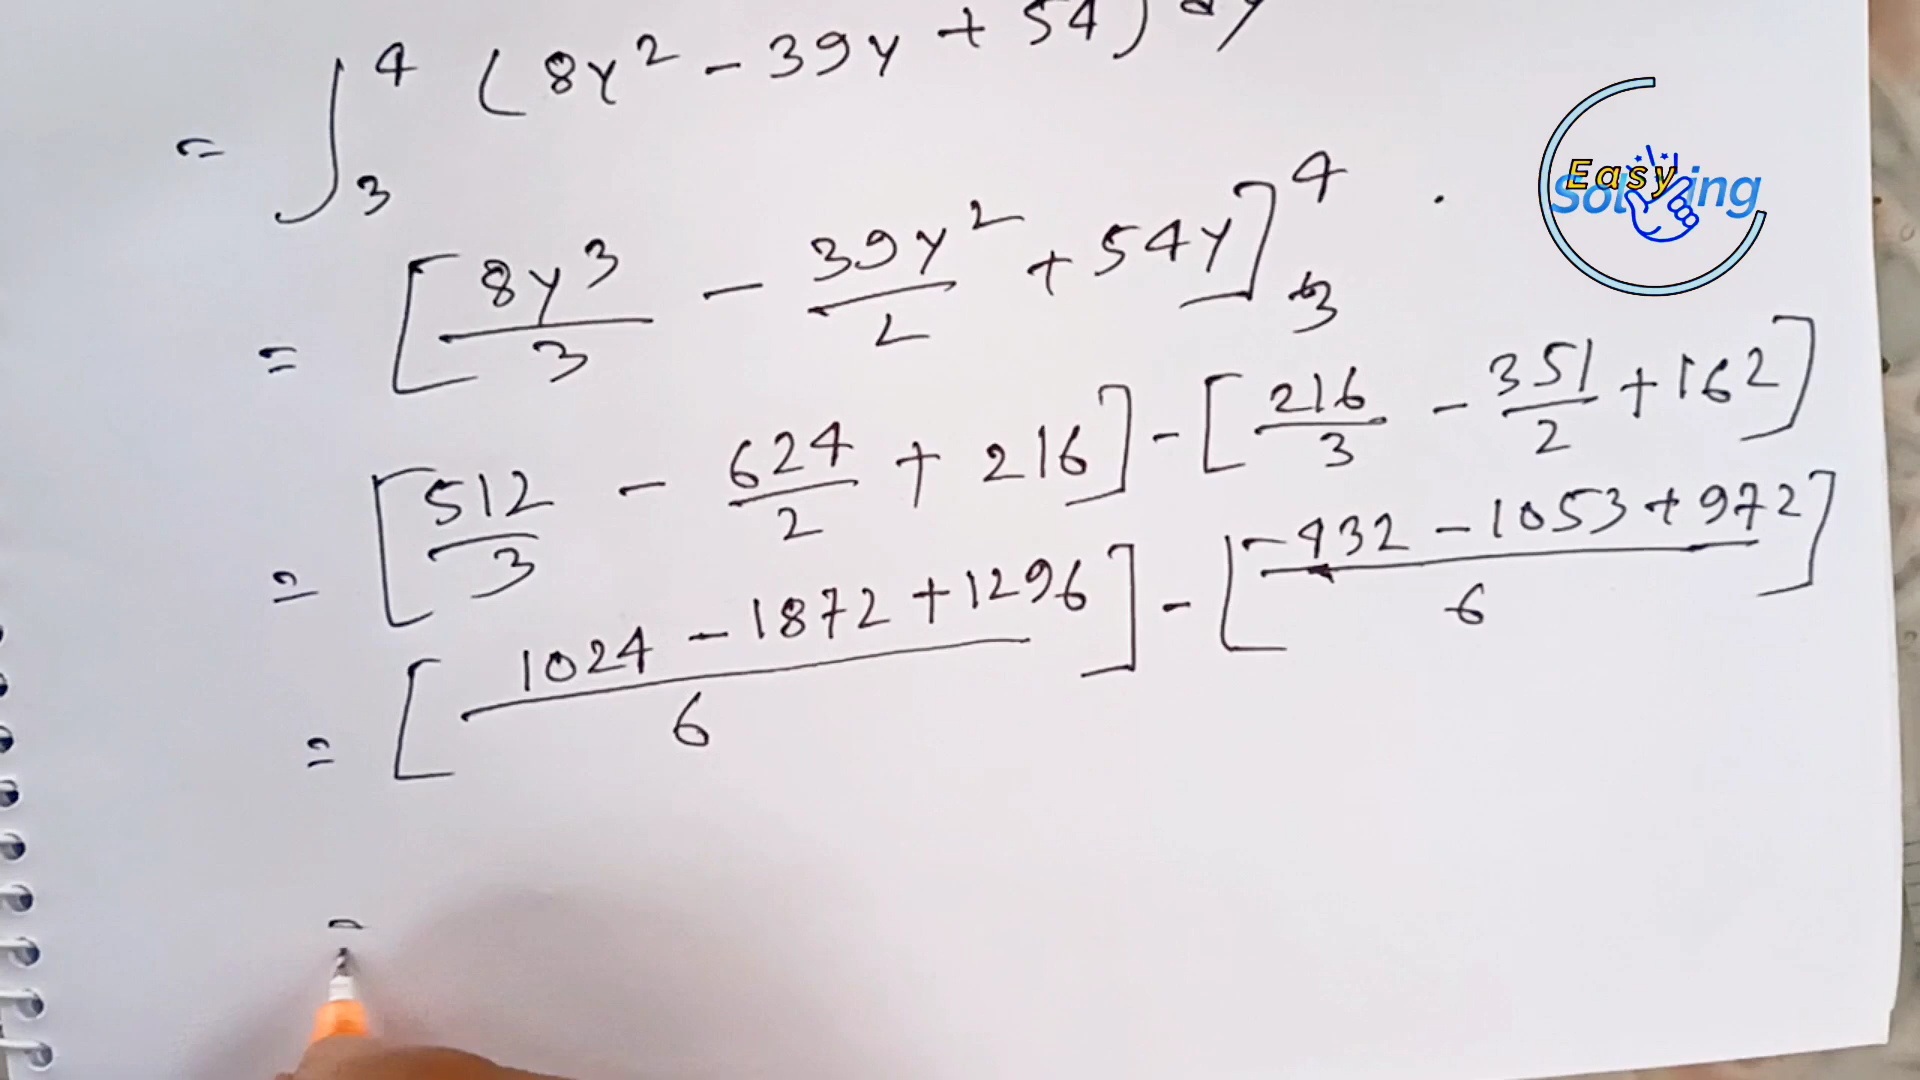 = ∫₃⁴ (8y² - 39y + 54) dy
Easy
Solving
= [8y³/3 - 39y²/2 + 54y]₃⁴
= [512/3 - 624/2 + 216] - [216/3 - 351/2 + 162]
= [1024 - 1872 + 1296/6] - [432 - 1053 + 972/6]
=